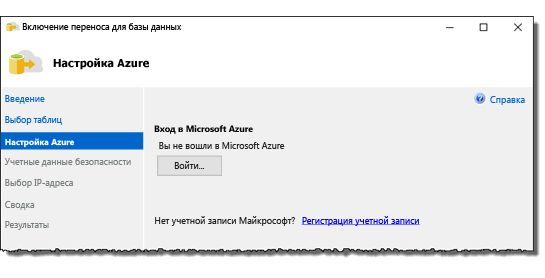 Включение переноса для базы данных
Настройка Azure
Введение
Выбор таблиц
Настройка Azure
Учетные данные безопасности
Выбор IP-адреса
Сводка
Результаты
Справка
Вход в Microsoft Azure
Вы не вошли в Microsoft Azure
Войти...
Нет учетной записи Майкрософт? Регистрация учетной записи